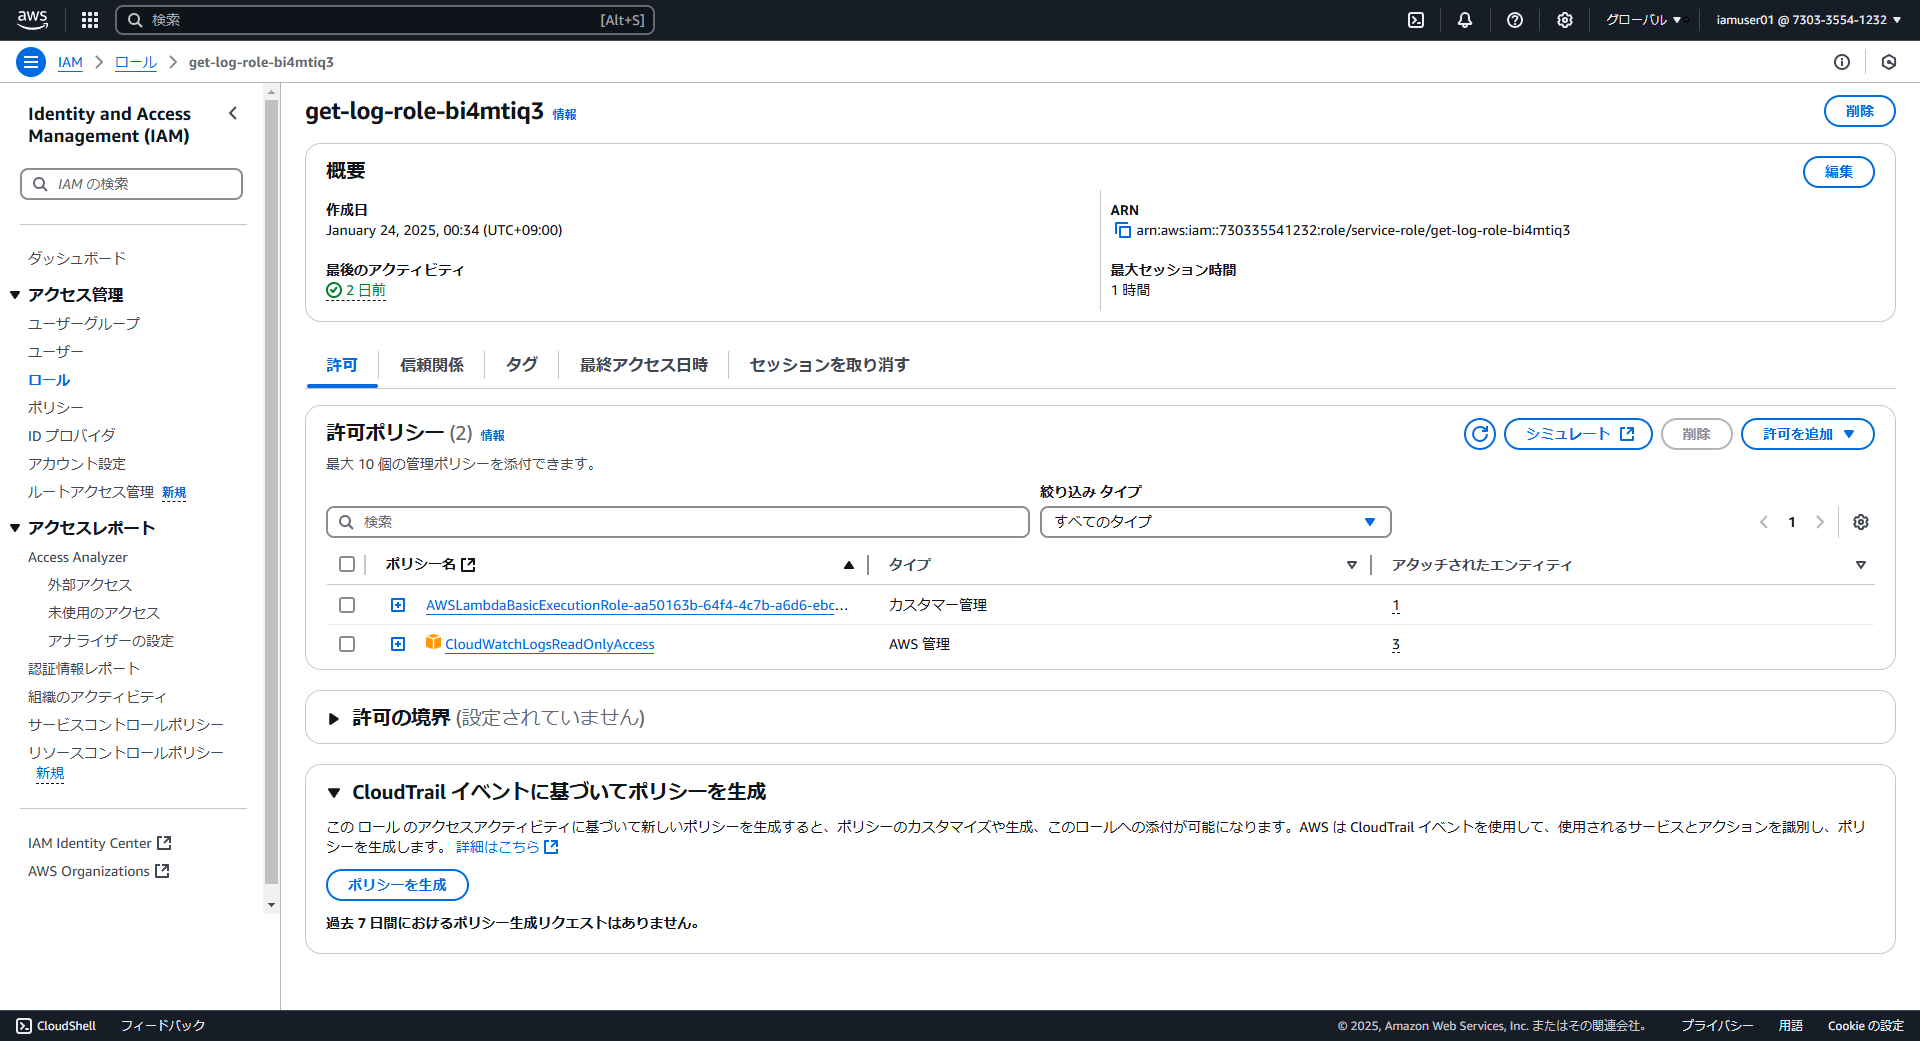 aws
検索
[Alt+S]
グローバル
iamuser01 @ 7303-3554-1232
IAM
ロール
get-log-role-bi4mtiq3
Identity and Access
Management (IAM)
IAM の検索
ダッシュボード
アクセス管理
ユーザーグループ
ユーザー
ロール
ポリシー
ID プロバイダ
アカウント設定
ルートアクセス管理 新規
アクセスレポート
Access Analyzer
外部アクセス
未使用のアクセス
アナライザーの設定
認証情報レポート
組織のアクティビティ
サービスコントロールポリシー
リソースコントロールポリシー
新規
IAM Identity Center
AWS Organizations
get-log-role-bi4mtiq3 情報
削除
概要
編集
作成日
January 24, 2025, 00:34 (UTC+09:00)
最後のアクティビティ
2 日前
ARN
arn:aws:iam::730335541232:role/service-role/get-log-role-bi4mtiq3
最大セッション時間
1 時間
許可
信頼関係
タグ
最終アクセス日時
セッションを取り消す
許可ポリシー (2) 情報
最大 10 個の管理ポリシーを添付できます。
シミュレート
削除
許可を追加
絞り込み タイプ
検索
すべてのタイプ
1
ポリシー名
タイプ
アタッチされたエンティティ
AWSLambdaBasicExecutionRole-aa50163b-64f4-4c7b-a6d6-ebc...
カスタマー管理
1
CloudWatchLogsReadOnlyAccess
AWS 管理
3
許可の境界 (設定されていません)
CloudTrail イベントに基づいてポリシーを生成
この ロール のアクセスアクティビティに基づいて新しいポリシーを生成すると、ポリシーのカスタマイズや生成、このロールへの添付が可能になります。AWS は CloudTrail イベントを使用して、使用されるサービスとアクションを識別し、ポリ
シーを生成します。 詳細はこちら
ポリシーを生成
過去 7 日間におけるポリシー生成リクエストはありません。
CloudShell
フィードバック
© 2025, Amazon Web Services, Inc. またはその関連会社。
プライバシー
用語
Cookie の設定